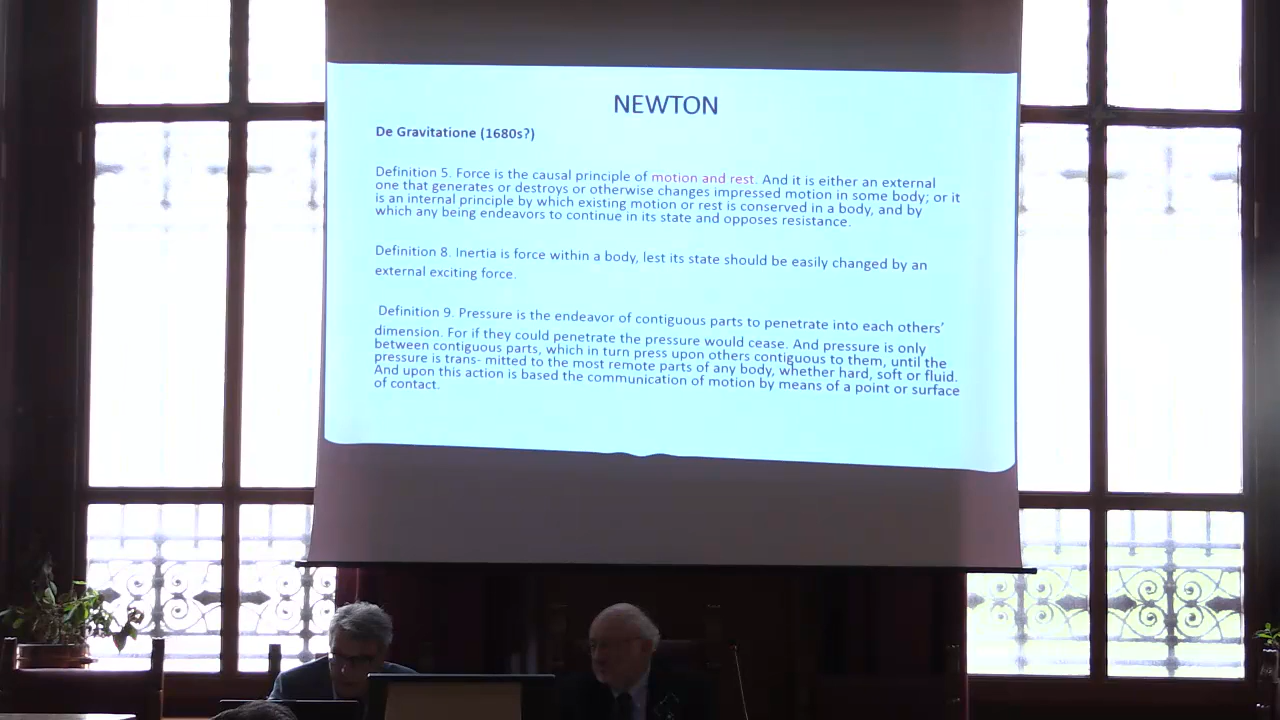 NEWTON
De Gravitatione (1680s?)
Definition 5. Force is the causal principle of motion and rest. And it is either an external
one that generates or destroys or otherwise changes impressed motion in some body; or it
is an internal principle by which existing motion or rest is conserved in a body, and by
which any being endeavors to continue in its state and opposes resistance.
Definition 8. Inertia is force within a body, lest its state should be easily changed by an
external exciting force.
Definition 9. Pressure is the endeavor of contiguous parts to penetrate into each others’
dimension. For if they could penetrate the pressure would cease. And pressure is only
between contiguous parts, which in turn press upon others contiguous to them, until the
pressure is trans- mitted to the most remote parts of any body, whether hard, soft or fluid.
And upon this action is based the communication of motion by means of a point or surface
of contact.